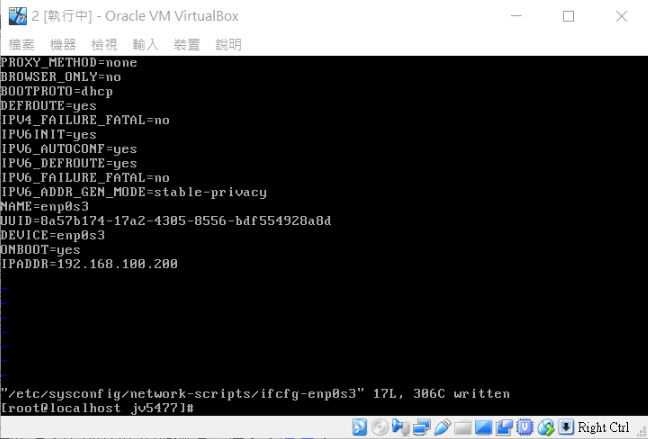 2 [執行中] - Oracle VM VirtualBox
檔案 機器 檢視 輸入 裝置 說明
PROXY_METHOD=none
BROWSER_ONLY=no
BOOTPROTO=dhcp
DEFROUTE=yes
IPV4_FAILURE_FATAL=no
IPV6INIT=yes
IPV6_AUTOCONF=yes
IPV6_DEFROUTE=yes
IPV6_FAILURE_FATAL=no
IPV6_ADDR_GEN_MODE=stable-privacy
NAME=enp0s3
UUID=8a57b174-17a2-4305-8556-bdf554928a8d
DEVICE=enp0s3
ONBOOT=yes
IPADDR=192.168.100.200
~
~
~
~
~
~
~
"/etc/sysconfig/network-scripts/ifcfg-enp0s3" 17L, 306C written
[root@localhost jv5477]#
Right Ctrl